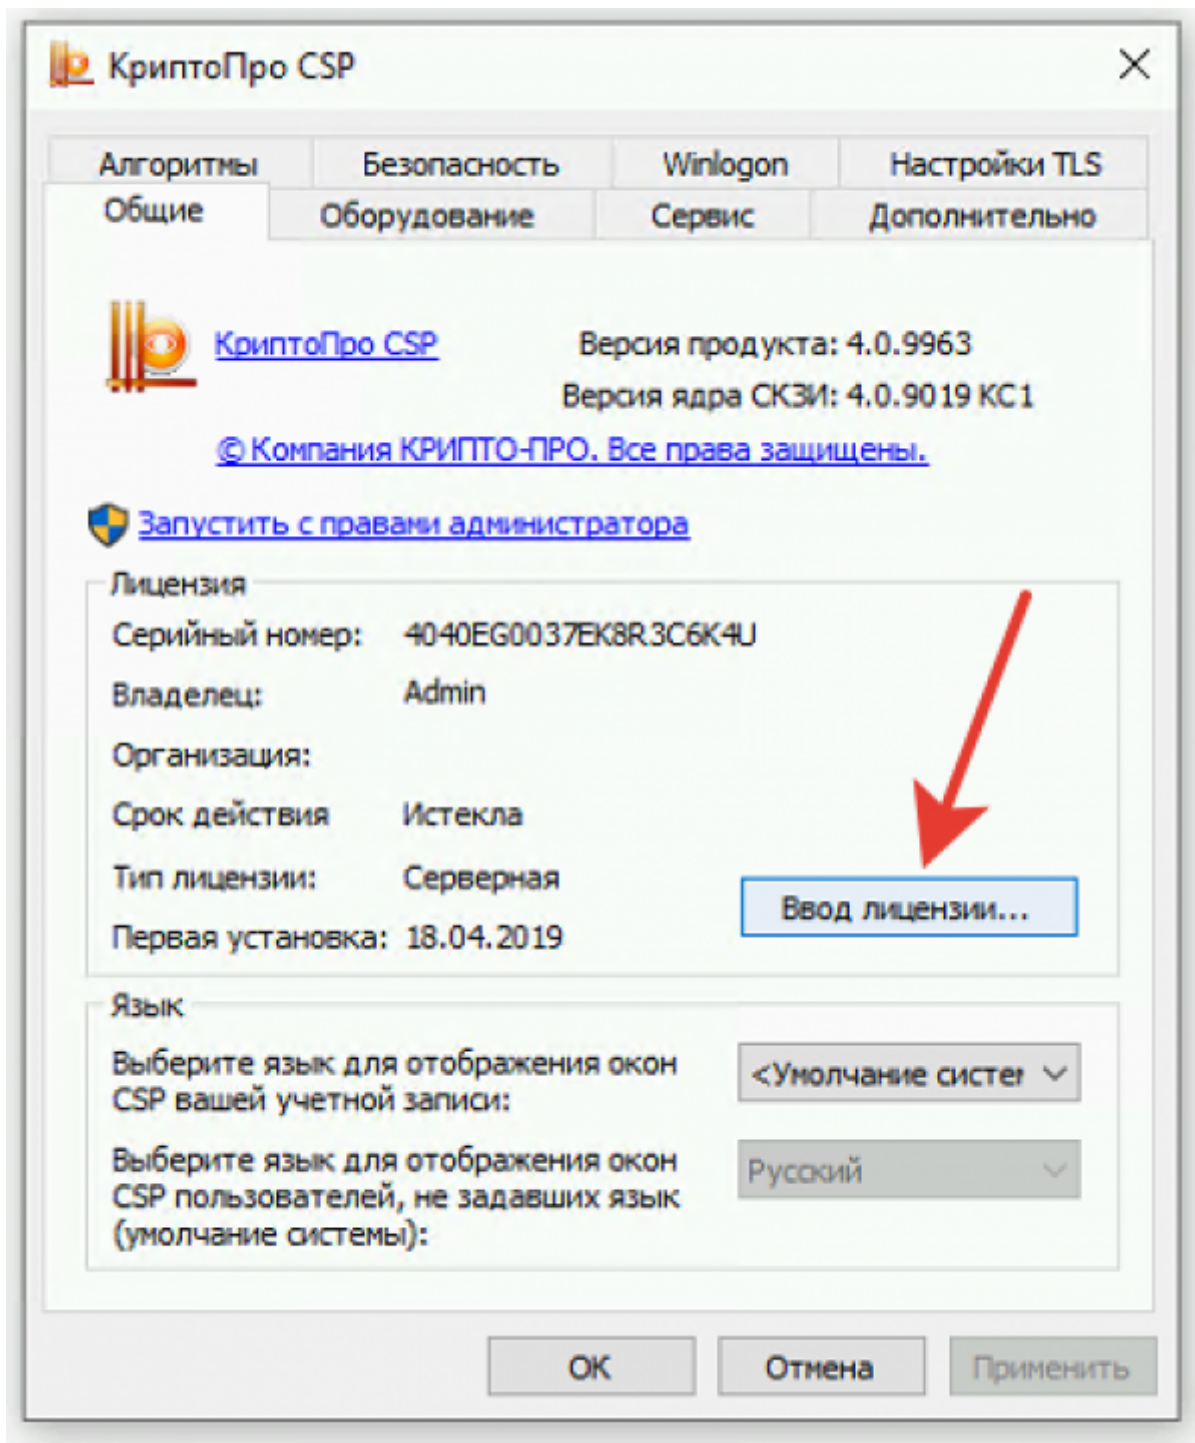 КриптоПро CSP
Алгоритмы Безопасность Winlogon Настройки TLS
Общие Оборудование Сервис Дополнительно
КриптоПро CSP Версия продукта: 4.0.9963
Версия ядра СКЗИ: 4.0.9019 КС1
© Компания КРИПТО-ПРО. Все права защищены.
Запустить с правами администратора
Лицензия
Серийный номер: 4040EG0037EK8R3C6K4U
Владелец: Admin
Организация:
Срок действия Истекла
Тип лицензии: Серверная
Ввод лицензии...
Первая установка: 18.04.2019
Язык
Выберите язык для отображения окон
CSP вашей учетной записи:
<Умолчание систем
Выберите язык для отображения окон
CSP пользователей, не задавших язык
(умолчание системы):
Русский
ОК Отмена Применить